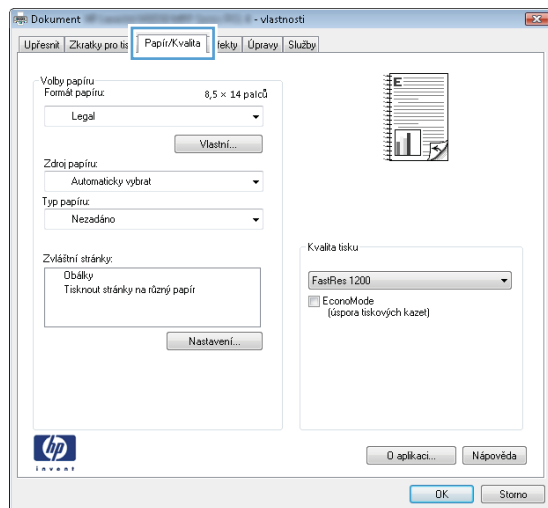 Dokument - vlastnosti
Upřesnit Zkratky pro tis Papír/Kvalita fekty Úpravy Služby
Volby papíru
Formát papíru: 8,5 × 14 palců
Legal
Vlastní...
Zdroj papíru:
Automaticky vybrat
Typ papíru:
Nezadáno
Zvláštní stránky:
Obálky
Tisknout stránky na různý papír
Nastavení...
E
Kvalita tisku
FastRes 1200
EconoMode
(úspora tiskových kazet)
hp
invent
O aplikaci... Nápověda
OK Storno